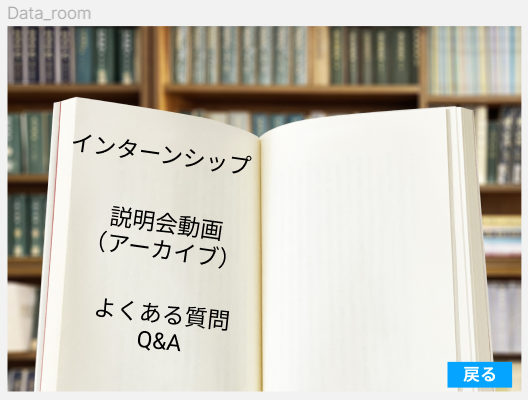 Data_room
インターンシップ
説明会動画
（アーカイブ）
よくある質問
Q&A
戻る